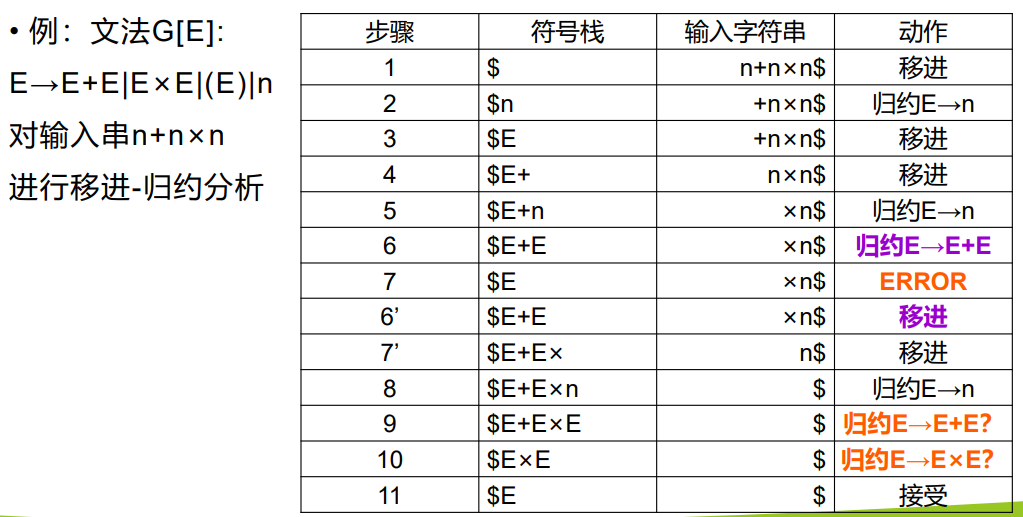 • 例：文法G[E]:
E→E+E|E×E|(E)|n
对输入串n+n×n
进行移进-归约分析
步骤 符号栈 输入字符串 动作
1 $ n+n×n$ 移进
2 $n +n×n$ 归约E→n
3 $E +n×n$ 移进
4 $E+ n×n$ 移进
5 $E+n ×n$ 归约E→n
6 $E+E ×n$ 归约E→E+E
7 $E ×n$ ERROR
6’ $E+E ×n$ 移进
7’ $E+E× n$ 移进
8 $E+E×n $ 归约E→n
9 $E+E×E $ 归约E→E+E?
10 $E×E $ 归约E→E×E?
11 $E $ 接受